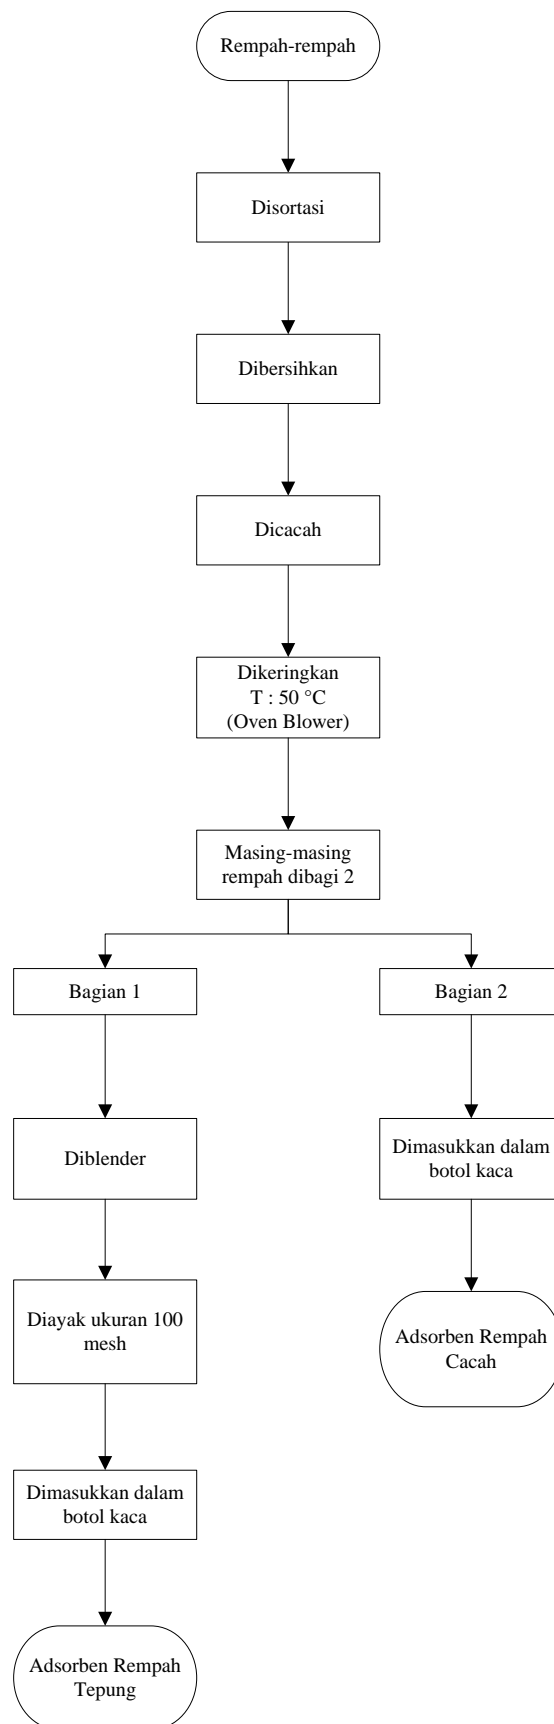 Rempah-rempah
Disortasi
Dibersihkan
Dicacah
Dikeringkan
T : 50 °C
(Oven Blower)
Masing-masing
rempah dibagi 2
Bagian 1
Diblender
Diayak ukuran 100
mesh
Dimasukkan dalam
botol kaca
Adsorben Rempah
Tepung
Bagian 2
Dimasukkan dalam
botol kaca
Adsorben Rempah
Cacah